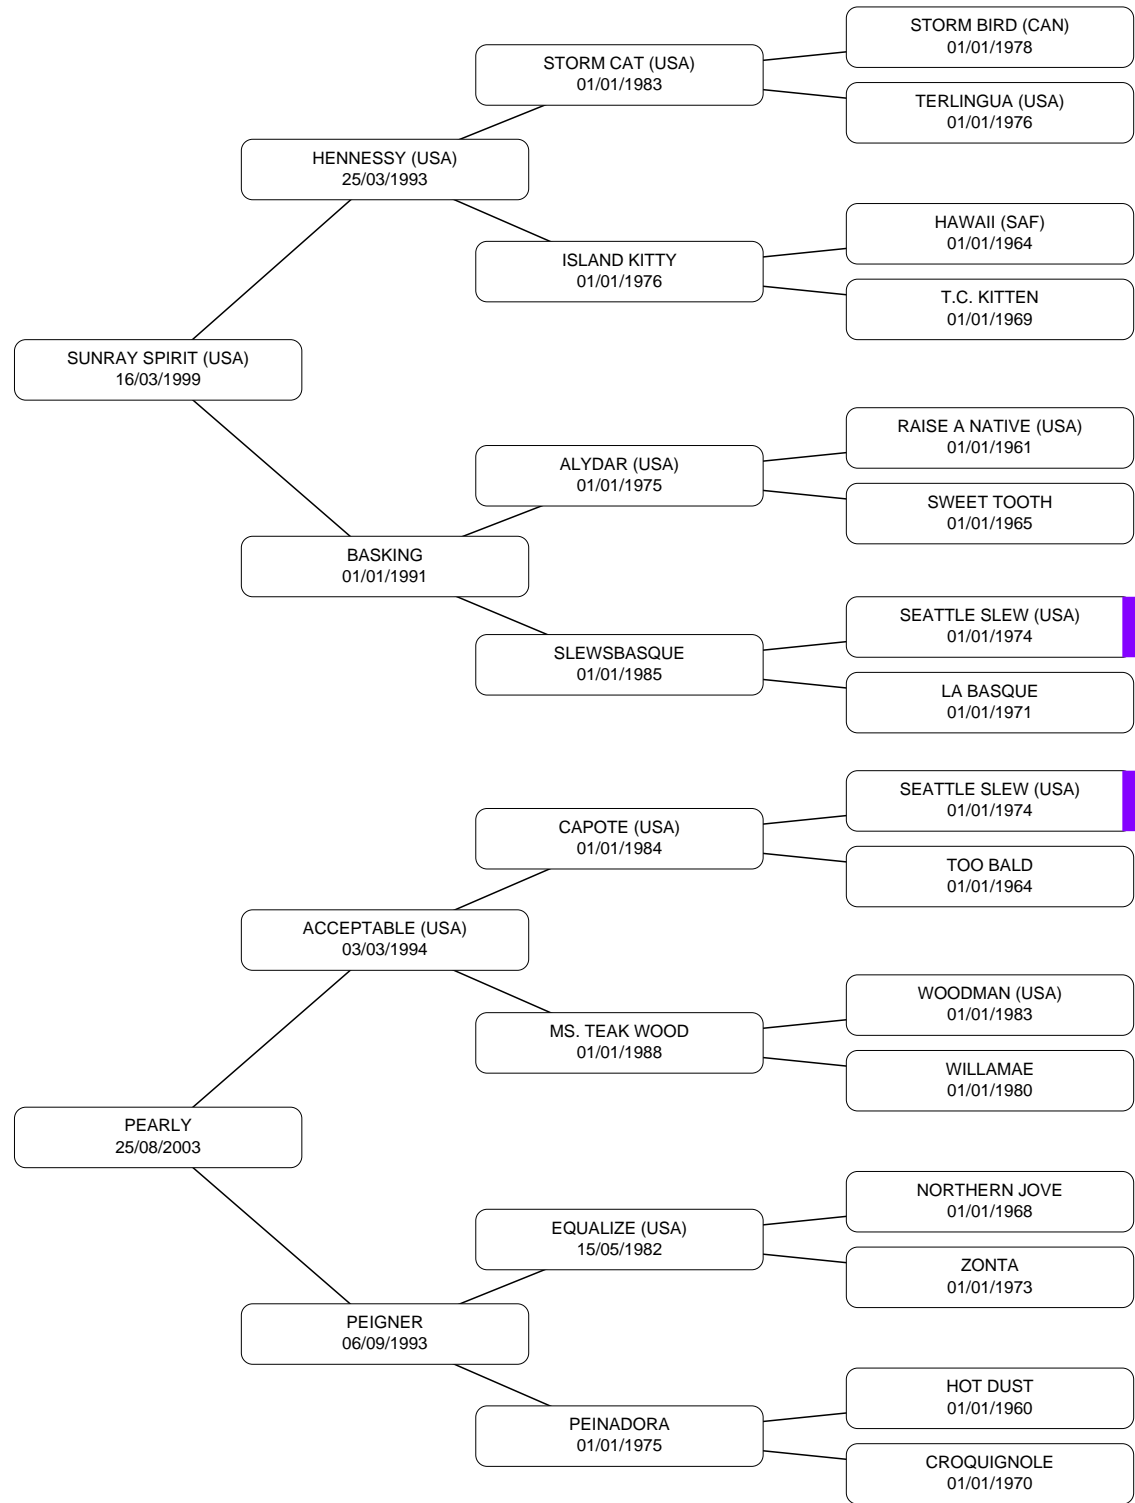 STORM BIRD (CAN)
01/01/1978
STORM CAT (USA)
01/01/1983
TERLINGUA (USA)
01/01/1976
HENNESSY (USA)
25/03/1993
HAWAII (SAF)
01/01/1964
ISLAND KITTY
01/01/1976
T.C. KITTEN
01/01/1969
SUNRAY SPIRIT (USA)
16/03/1999
RAISE A NATIVE (USA)
01/01/1961
ALYDAR (USA)
01/01/1975
SWEET TOOTH
01/01/1965
BASKING
01/01/1991
SEATTLE SLEW (USA)
01/01/1974
SLEWSBASQUE
01/01/1985
LA BASQUE
01/01/1971
SEATTLE SLEW (USA)
01/01/1974
CAPOTE (USA)
01/01/1984
TOO BALD
01/01/1964
ACCEPTABLE (USA)
03/03/1994
WOODMAN (USA)
01/01/1983
MS. TEAK WOOD
01/01/1988
WILLAMAE
01/01/1980
PEARLY
25/08/2003
NORTHERN JOVE
01/01/1968
EQUALIZE (USA)
15/05/1982
ZONTA
01/01/1973
PEIGNER
06/09/1993
HOT DUST
01/01/1960
PEINADORA
01/01/1975
CROQUIGNOLE
01/01/1970